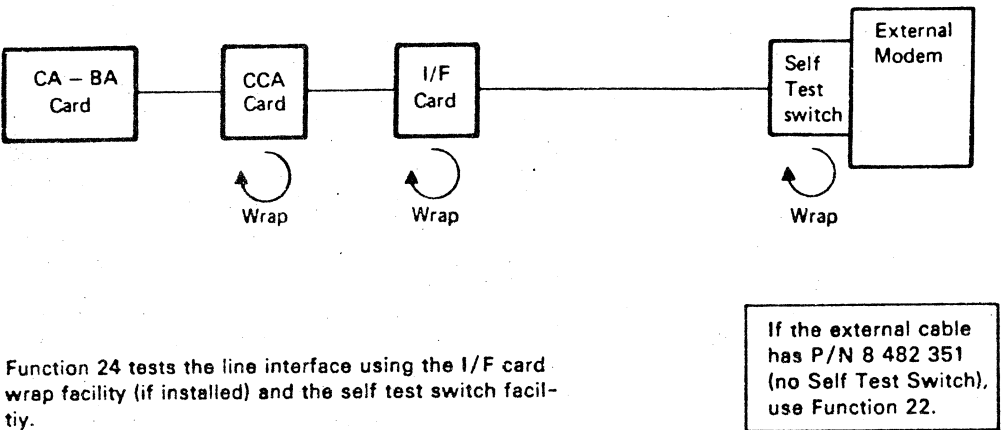 CA – BA
Card
CCA
Card
I/F
Card
Self
Test
switch
External
Modem
Wrap
Wrap
Wrap
Function 24 tests the line interface using the I/F card
wrap facility (if installed) and the self test switch facil-
tiy.
If the external cable
has P/N 8 482 351
(no Self Test Switch),
use Function 22.